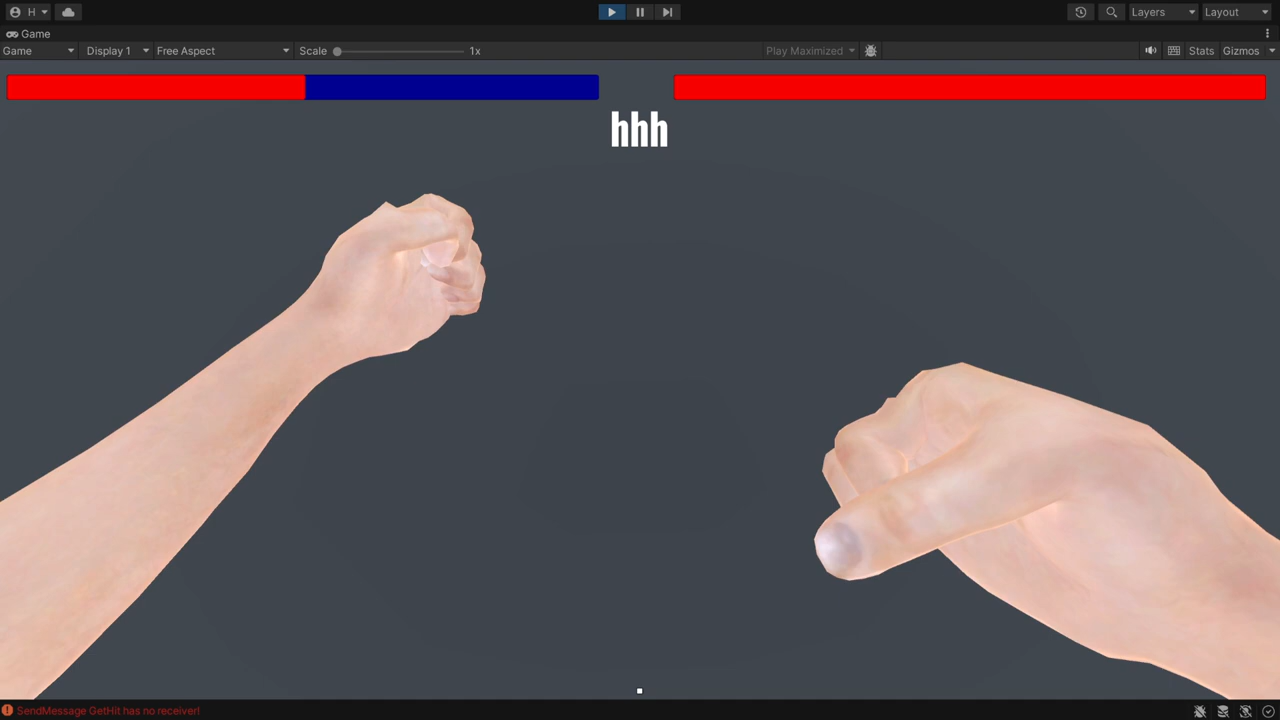 H
Layers
Layout
Game
Game
Display 1
Free Aspect
Scale
1x
Play Maximized
Stats
Gizmos
hhh
SendMessage GetHit has no receiver!